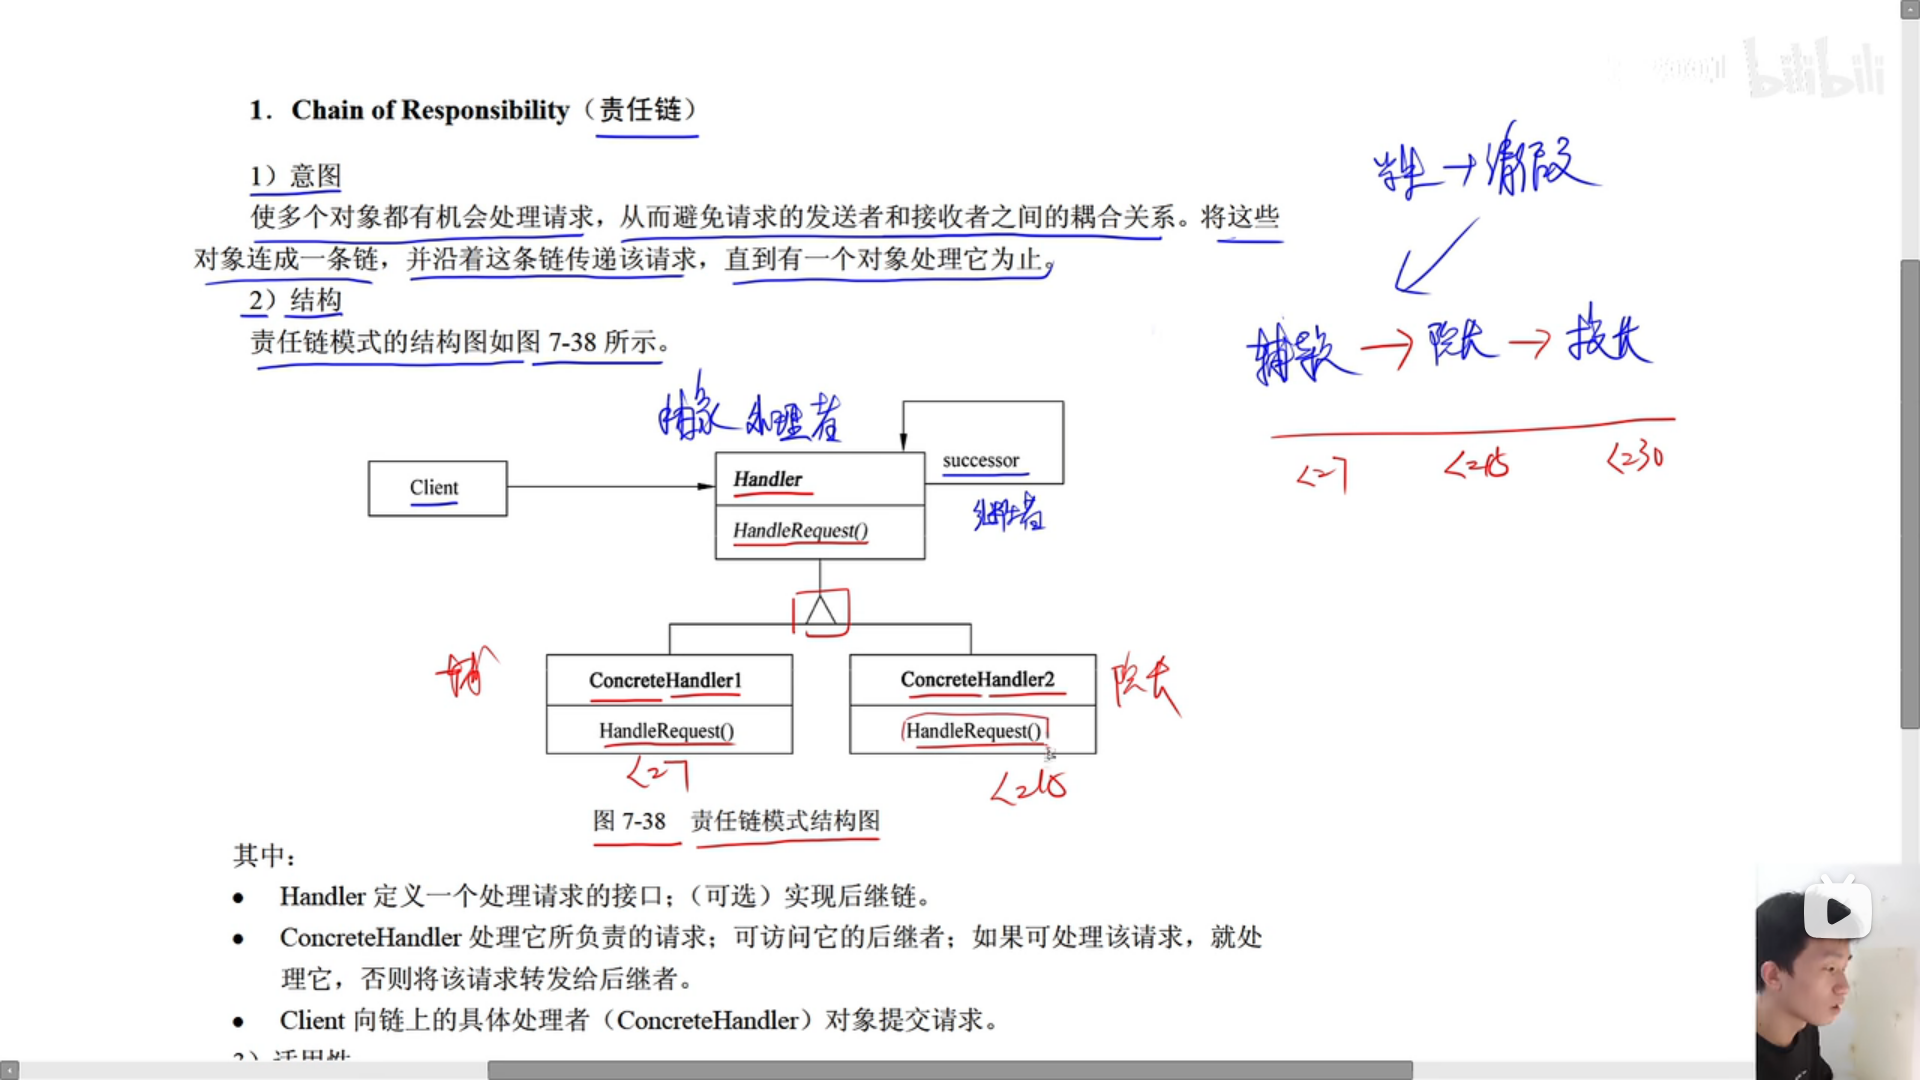 bilibili
1. Chain of Responsibility（责任链）
1）意图
使多个对象都有机会处理请求，从而避免请求的发送者和接收者之间的耦合关系。将这些
对象连成一条链，并沿着这条链传递该请求，直到有一个对象处理它为止。
2）结构
责任链模式的结构图如图 7-38 所示。
学生→请假
辅导员→院长→校长
<=7 <=15 <=30
抽象处理者
Client
Handler
HandleRequest()
successor
继任者
辅
ConcreteHandler1
HandleRequest()
<=7
ConcreteHandler2
HandleRequest()
院长
<=15
图 7-38 责任链模式结构图
其中：
● Handler 定义一个处理请求的接口；（可选）实现后继链。
● ConcreteHandler 处理它所负责的请求；可访问它的后继者；如果可处理该请求，就处
理它，否则将该请求转发给后继者。
● Client 向链上的具体处理者（ConcreteHandler）对象提交请求。
3）适用性